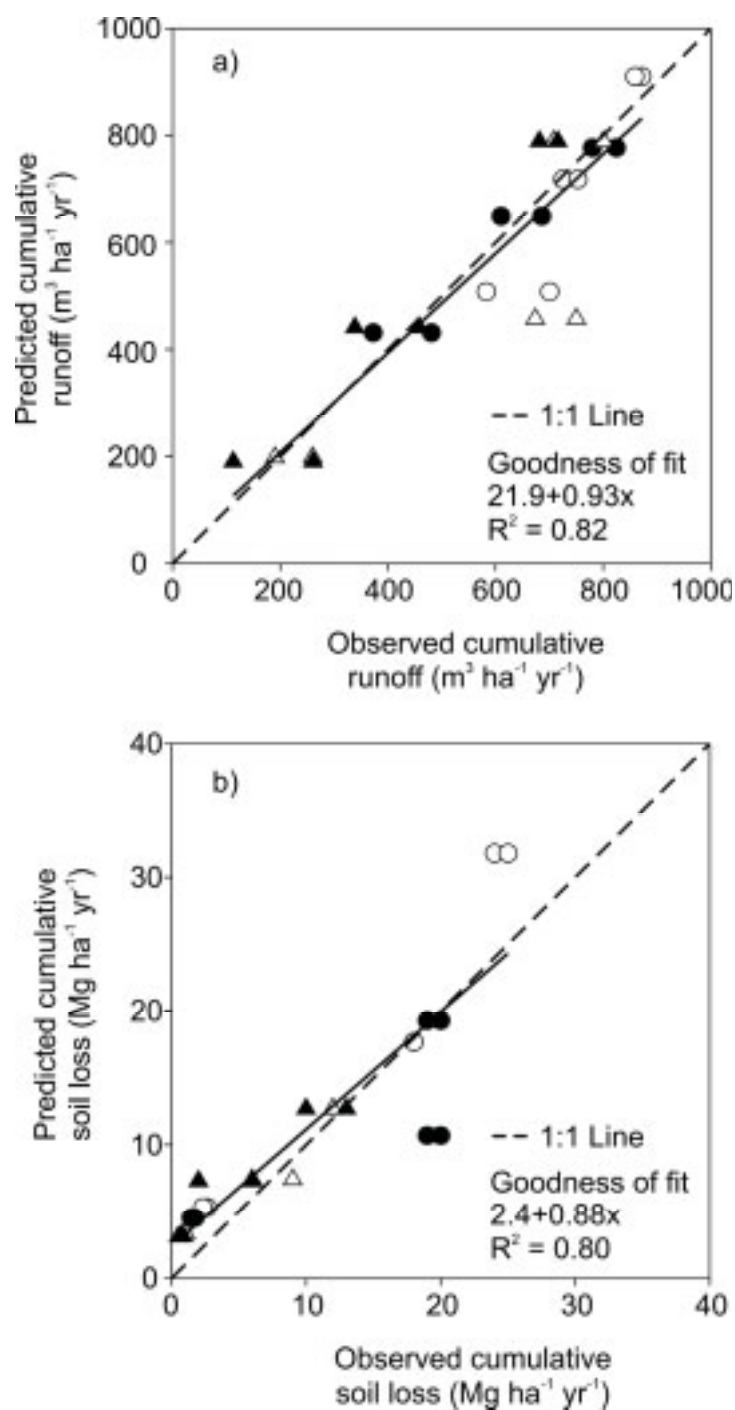 1000
a)
800
600
400
200
0
Predicted cumulative
runoff (m³ ha⁻¹ yr⁻¹)
1:1 Line
Goodness of fit
21.9+0.93x
R² = 0.82
0 200 400 600 800 1000
Observed cumulative
runoff (m³ ha⁻¹ yr⁻¹)
40
b)
30
20
10
0
Predicted cumulative
soil loss (Mg ha⁻¹ yr⁻¹)
1:1 Line
Goodness of fit
2.4+0.88x
R² = 0.80
0 10 20 30 40
Observed cumulative
soil loss (Mg ha⁻¹ yr⁻¹)